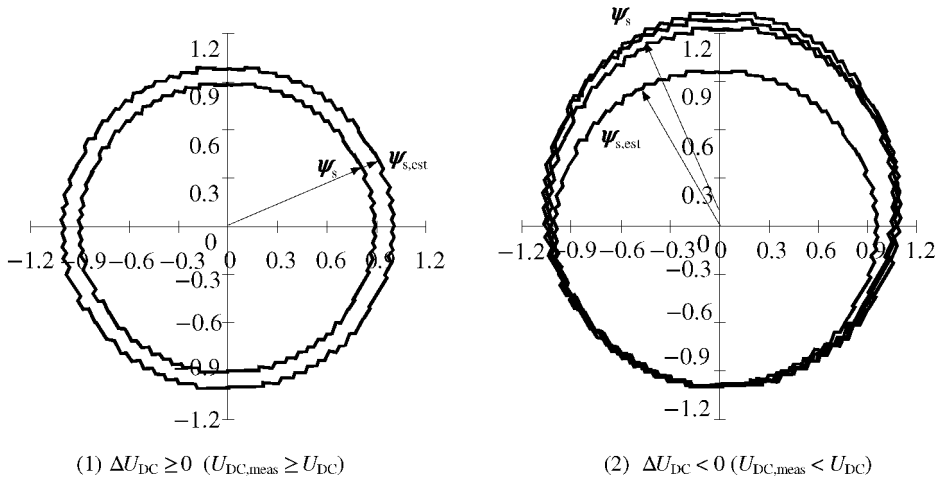 1.2
0.9
0.6
0.3
0
−1.2 −0.9 −0.6 −0.3 0 0.3 0.6 0.9 1.2
−0.3
−0.6
−0.9
−1.2
ψs
ψs,est
(1) ΔUDC ≥ 0 (UDC,meas ≥ UDC)
ψs
1.2
0.9
ψs,est
0.6
0.3
0
−1.2 −0.9 −0.6 −0.3 0 0.3 0.6 0.9 1.2
−0.3
−0.6
−0.9
−1.2
(2) ΔUDC < 0 (UDC,meas < UDC)